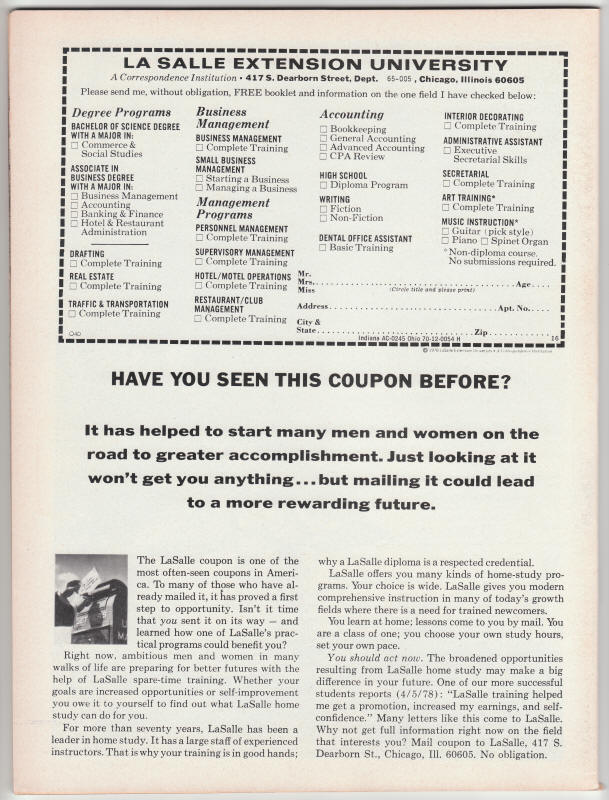 LA SALLE EXTENSION UNIVERSITY
A Correspondence Institution • 417 S. Dearborn Street, Dept. 65-005, Chicago, Illinois 60605
Please send me, without obligation, FREE booklet and information on the one field I have checked below:
Degree Programs
BACHELOR OF SCIENCE DEGREE
WITH A MAJOR IN:
□ Commerce &
Social Studies
ASSOCIATE IN
BUSINESS DEGREE
WITH A MAJOR IN:
□ Business Management
□ Accounting
□ Banking & Finance
□ Hotel & Restaurant
Administration
DRAFTING
□ Complete Training
REAL ESTATE
□ Complete Training
TRAFFIC & TRANSPORTATION
□ Complete Training
Business
Management
BUSINESS MANAGEMENT
□ Complete Training
SMALL BUSINESS
MANAGEMENT
□ Starting a Business
□ Managing a Business
Management
Programs
PERSONNEL MANAGEMENT
□ Complete Training
SUPERVISORY MANAGEMENT
□ Complete Training
HOTEL/MOTEL OPERATIONS
□ Complete Training
RESTAURANT/CLUB
MANAGEMENT
□ Complete Training
Accounting
□ Bookkeeping
□ General Accounting
□ Advanced Accounting
□ CPA Review
HIGH SCHOOL
□ Diploma Program
WRITING
□ Fiction
□ Non-Fiction
DENTAL OFFICE ASSISTANT
□ Basic Training
INTERIOR DECORATING
□ Complete Training
ADMINISTRATIVE ASSISTANT
□ Executive
Secretarial Skills
SECRETARIAL
□ Complete Training
ART TRAINING*
□ Complete Training
MUSIC INSTRUCTION*
□ Guitar (pick style)
□ Piano □ Spinet Organ
*Non-diploma course.
No submissions required.
Mr.
Mrs.
Miss
Age
(Circle title and please print)
Address
Apt. No.
City &
State
Zip
Indiana AC-0245 Ohio 70-12-0054 H
16
HAVE YOU SEEN THIS COUPON BEFORE?
It has helped to start many men and women on the
road to greater accomplishment. Just looking at it
won't get you anything...but mailing it could lead
to a more rewarding future.
The LaSalle coupon is one of the
most often-seen coupons in Ameri-
ca. To many of those who have al-
ready mailed it, it has proved a first
step to opportunity. Isn't it time
that you sent it on its way — and
learned how one of LaSalle's prac-
tical programs could benefit you?
Right now, ambitious men and women in many
walks of life are preparing for better futures with the
help of LaSalle spare-time training. Whether your
goals are increased opportunities or self-improvement
you owe it to yourself to find out what LaSalle home
study can do for you.
For more than seventy years, LaSalle has been a
leader in home study. It has a large staff of experienced
instructors. That is why your training is in good hands;
why a LaSalle diploma is a respected credential.
LaSalle offers you many kinds of home-study pro-
grams. Your choice is wide. LaSalle gives you modern
comprehensive instruction in many of today's growth
fields where there is a need for trained newcomers.
You learn at home; lessons come to you by mail. You
are a class of one; you choose your own study hours,
set your own pace.
You should act now. The broadened opportunities
resulting from LaSalle home study may make a big
difference in your future. One of our more successful
students reports (4/5/78): "LaSalle training helped
me get a promotion, increased my earnings, and self-
confidence." Many letters like this come to LaSalle.
Why not get full information right now on the field
that interests you? Mail coupon to LaSalle, 417 S.
Dearborn St., Chicago, Ill. 60605. No obligation.